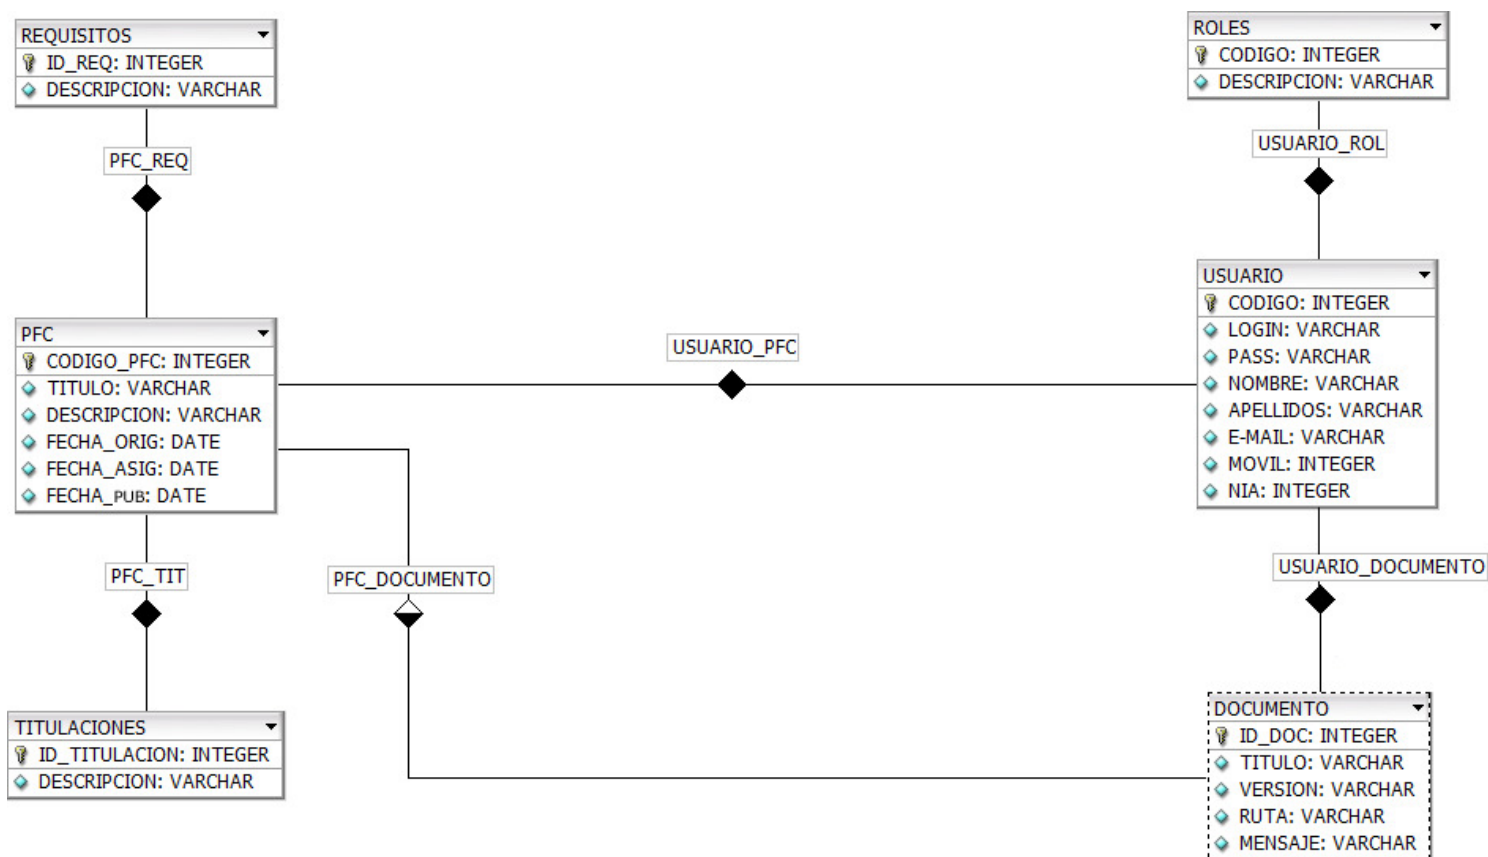 REQUISITOS
ID_REQ: INTEGER
DESCRIPCION: VARCHAR
PFC_REQ
ROLES
CODIGO: INTEGER
DESCRIPCION: VARCHAR
USUARIO_ROL
PFC
CODIGO_PFC: INTEGER
TITULO: VARCHAR
DESCRIPCION: VARCHAR
FECHA_ORIG: DATE
FECHA_ASIG: DATE
FECHA_PUB: DATE
USUARIO_PFC
USUARIO
CODIGO: INTEGER
LOGIN: VARCHAR
PASS: VARCHAR
NOMBRE: VARCHAR
APELLIDOS: VARCHAR
E-MAIL: VARCHAR
MOVIL: INTEGER
NIA: INTEGER
PFC_TIT
PFC_DOCUMENTO
USUARIO_DOCUMENTO
TITULACIONES
ID_TITULACION: INTEGER
DESCRIPCION: VARCHAR
DOCUMENTO
ID_DOC: INTEGER
TITULO: VARCHAR
VERSION: VARCHAR
RUTA: VARCHAR
MENSAJE: VARCHAR